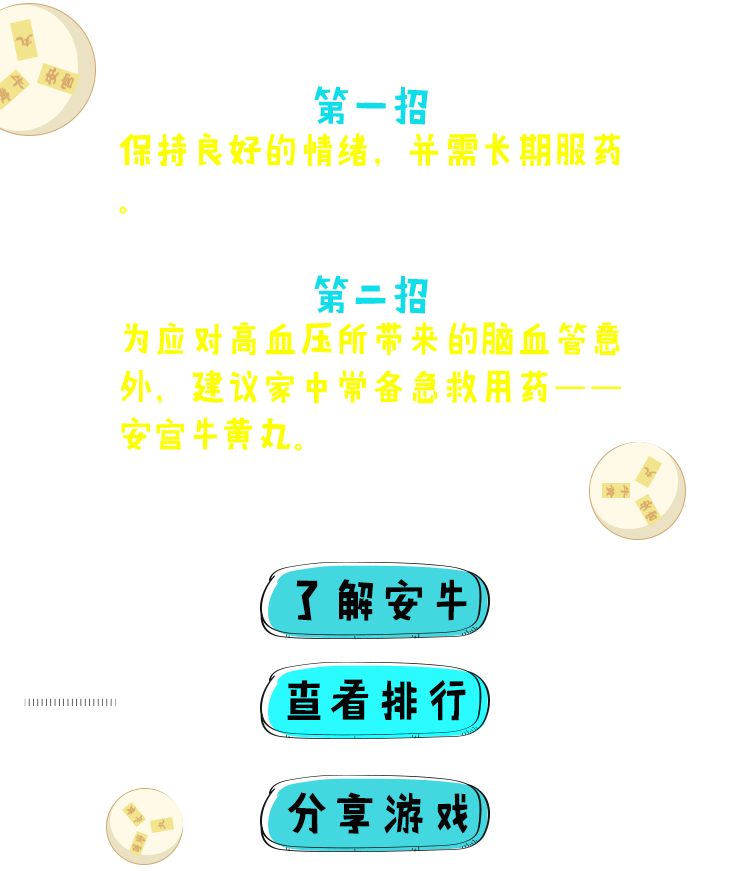 第一招
保持良好的情绪，并需长期服药
。
第二招
为应对高血压所带来的脑血管意
外，建议家中常备急救用药——
安宫牛黄丸。
了解安牛
查看排行
分享游戏